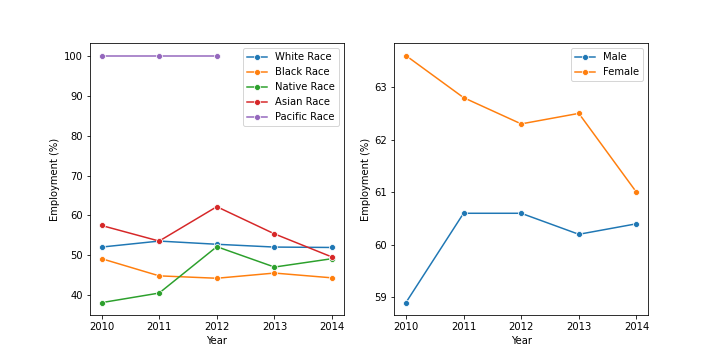 100
90
80
70
60
50
40
Employment (%)
2010 2011 2012 2013 2014
Year
White Race
Black Race
Native Race
Asian Race
Pacific Race
63
62
61
60
59
Employment (%)
2010 2011 2012 2013 2014
Year
Male
Female